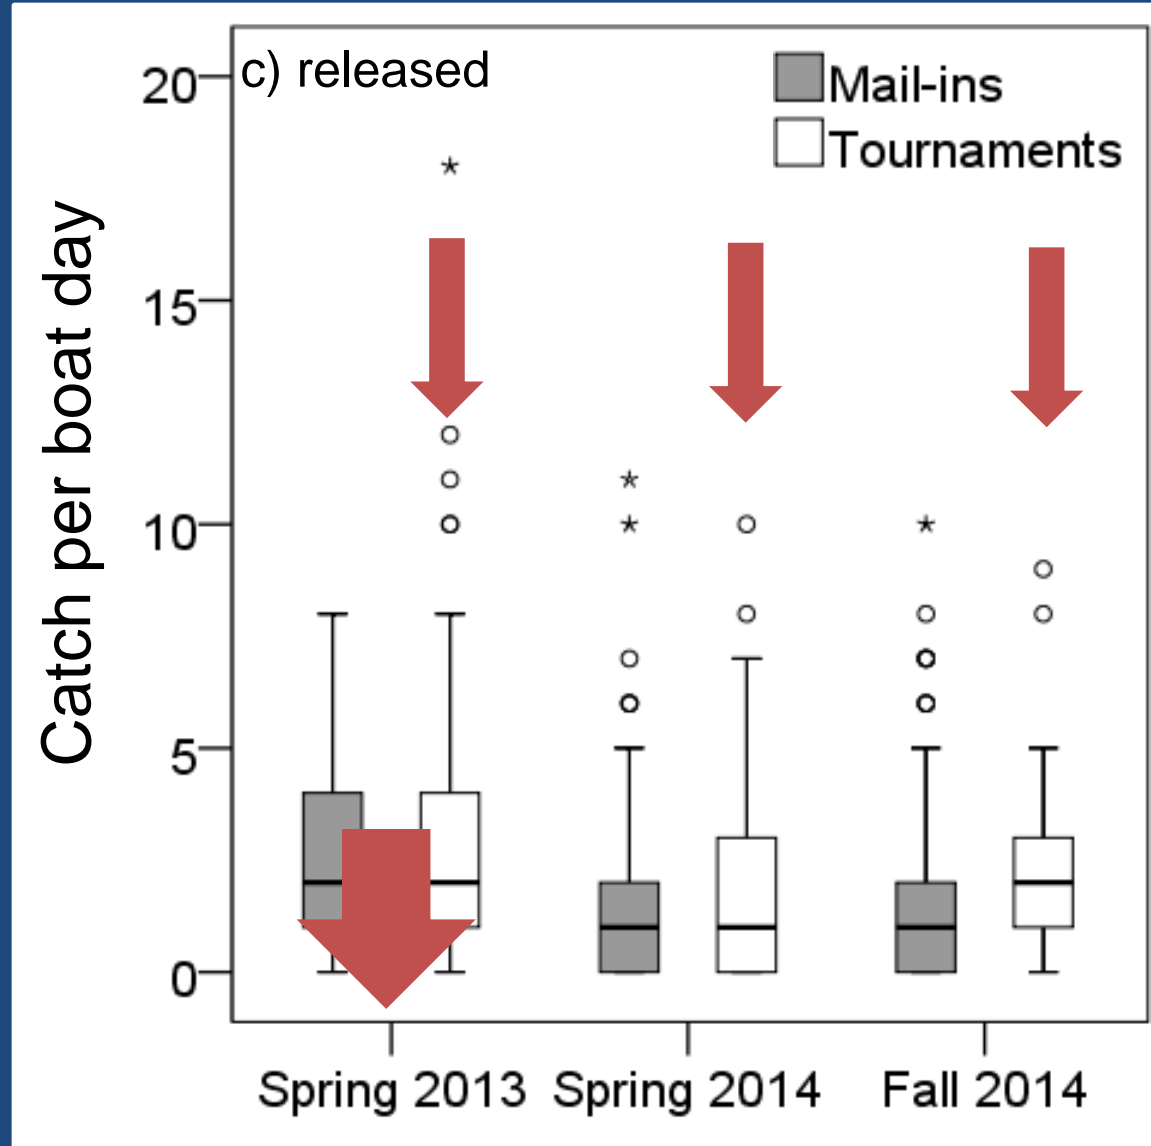 c) released
Mail-ins
Tournaments
Catch per boat day
20
15
10
5
0
Spring 2013
Spring 2014
Fall 2014